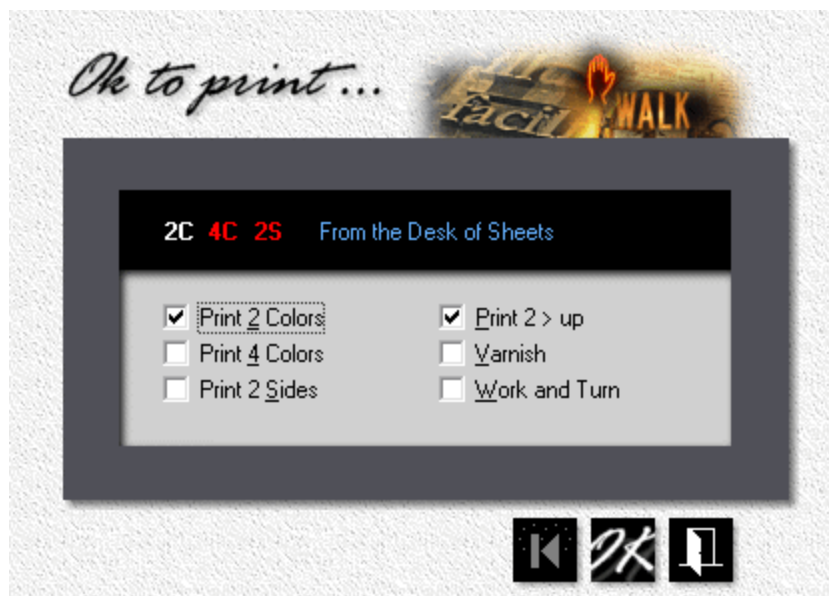 Ok to print...
facil
WALK
2C 4C 2S From the Desk of Sheets
Print 2 Colors
Print 4 Colors
Print 2 Sides
Print 2 > up
Varnish
Work and Turn
OK